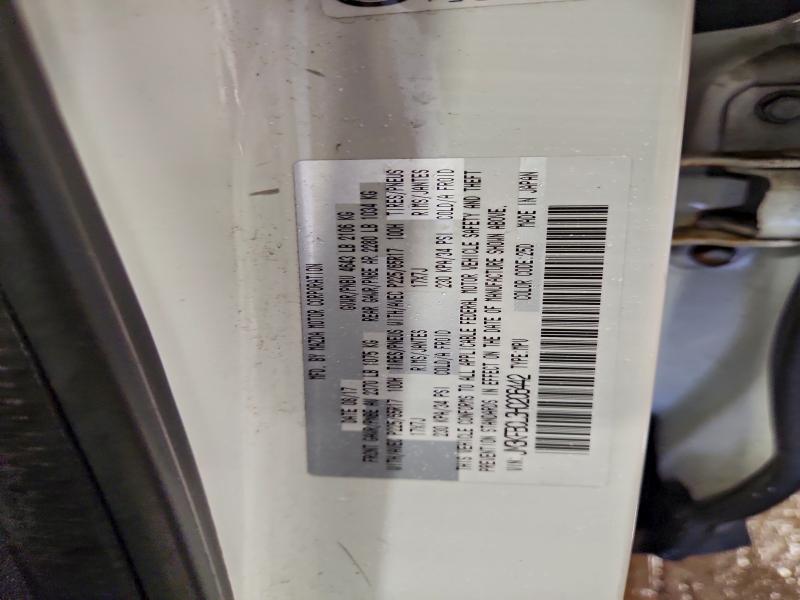 MFD. BY MAZDA MOTOR CORPORATION
DATE 06/17 GVWR/PNBV 4643 LB 2106 KG
FRONT GAWR/PNBE AV 2370 LB 1075 KG REAR GAWR/PNBE RR 2280 LB 1034 KG
WITH/AVEC P225/65R17 100H TIRES/PNEUS WITH/AVEC P225/65R17 100H TIRES/PNEUS
17X7J RIMS/JANTES 17X7J RIMS/JANTES
230 KPA/34 PSI COLD/A FROID 230 KPA/34 PSI COLD/A FROID
THIS VEHICLE CONFORMS TO ALL APPLICABLE FEDERAL MOTOR VEHICLE SAFETY AND THEFT
PREVENTION STANDARDS IN EFFECT ON THE DATE OF MANUFACTURE SHOWN ABOVE.
VIN: TYPE:MPV COLOR CODE:25D MADE IN JAPAN